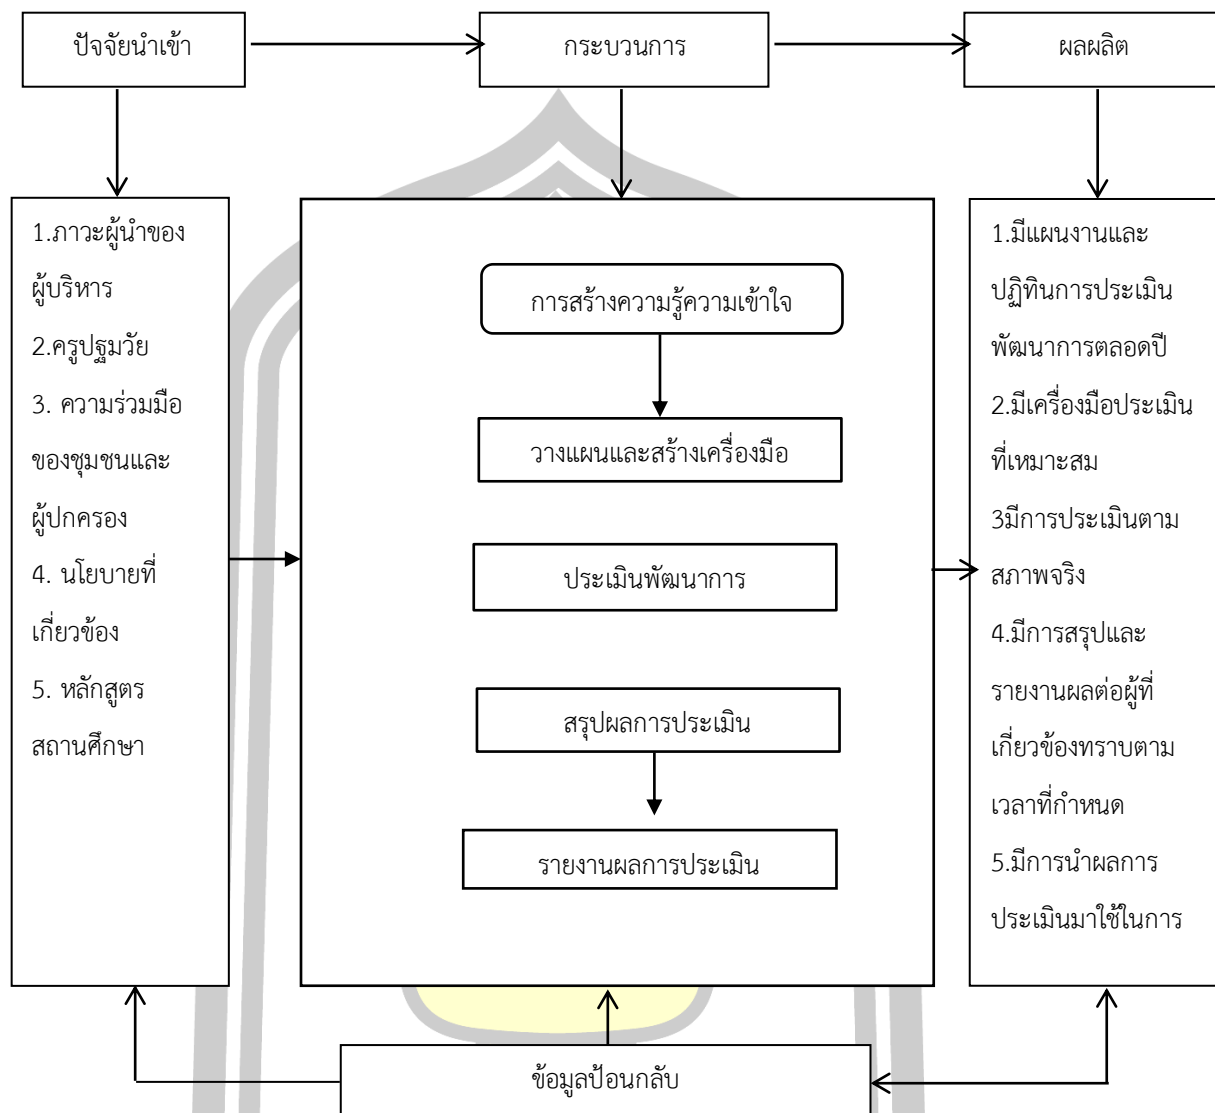 ปัจจัยนำเข้า
กระบวนการ
ผลผลิต
1.ภาวะผู้นำของ
ผู้บริหาร
2.ครูปฐมวัย
3. ความร่วมมือ
ของชุมชนและ
ผู้ปกครอง
4. นโยบายที่
เกี่ยวข้อง
5. หลักสูตร
สถานศึกษา
การสร้างความรู้ความเข้าใจ
วางแผนและสร้างเครื่องมือ
ประเมินพัฒนาการ
สรุปผลการประเมิน
รายงานผลการประเมิน
1.มีแผนงานและ
ปฏิทินการประเมิน
พัฒนาการตลอดปี
2.มีเครื่องมือประเมิน
ที่เหมาะสม
3มีการประเมินตาม
สภาพจริง
4.มีการสรุปและ
รายงานผลต่อผู้ที่
เกี่ยวข้องทราบตาม
เวลาที่กำหนด
5.มีการนำผลการ
ประเมินมาใช้ในการ
ข้อมูลป้อนกลับ